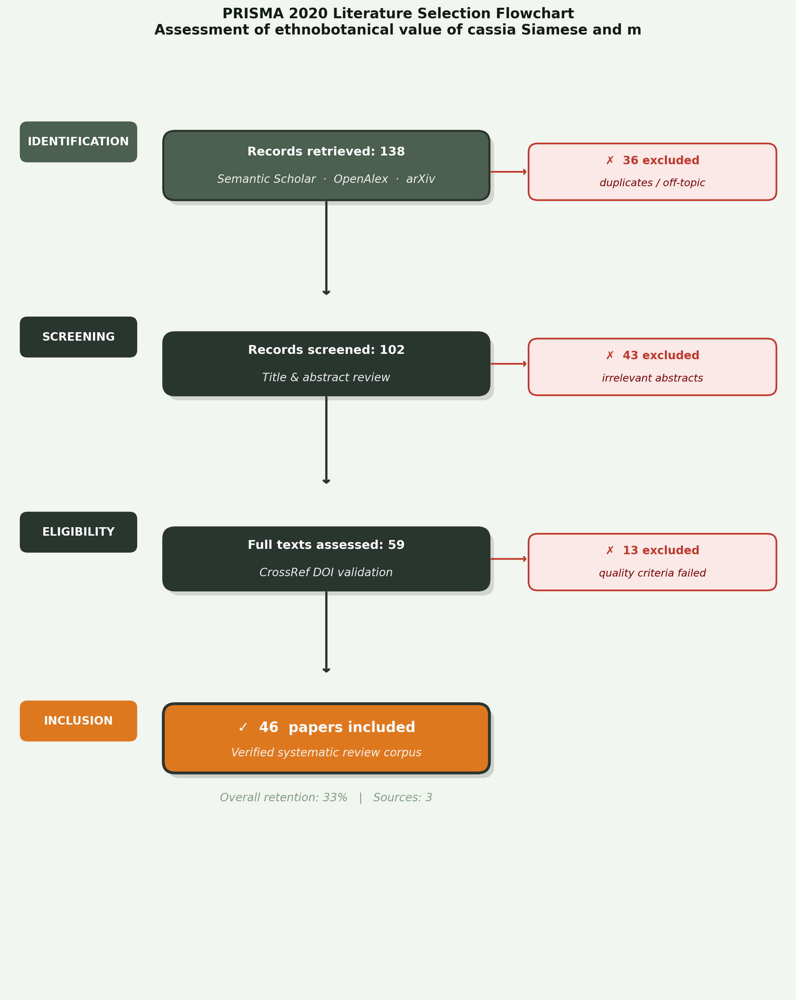 PRISMA 2020 Literature Selection Flowchart
Assessment of ethnobotanical value of cassia Siamese and m
IDENTIFICATION
Records retrieved: 138
Semantic Scholar · OpenAlex · arXiv
✗ 36 excluded
duplicates / off-topic
SCREENING
Records screened: 102
Title & abstract review
✗ 43 excluded
irrelevant abstracts
ELIGIBILITY
Full texts assessed: 59
CrossRef DOI validation
✗ 13 excluded
quality criteria failed
INCLUSION
✓ 46 papers included
Verified systematic review corpus
Overall retention: 33% | Sources: 3